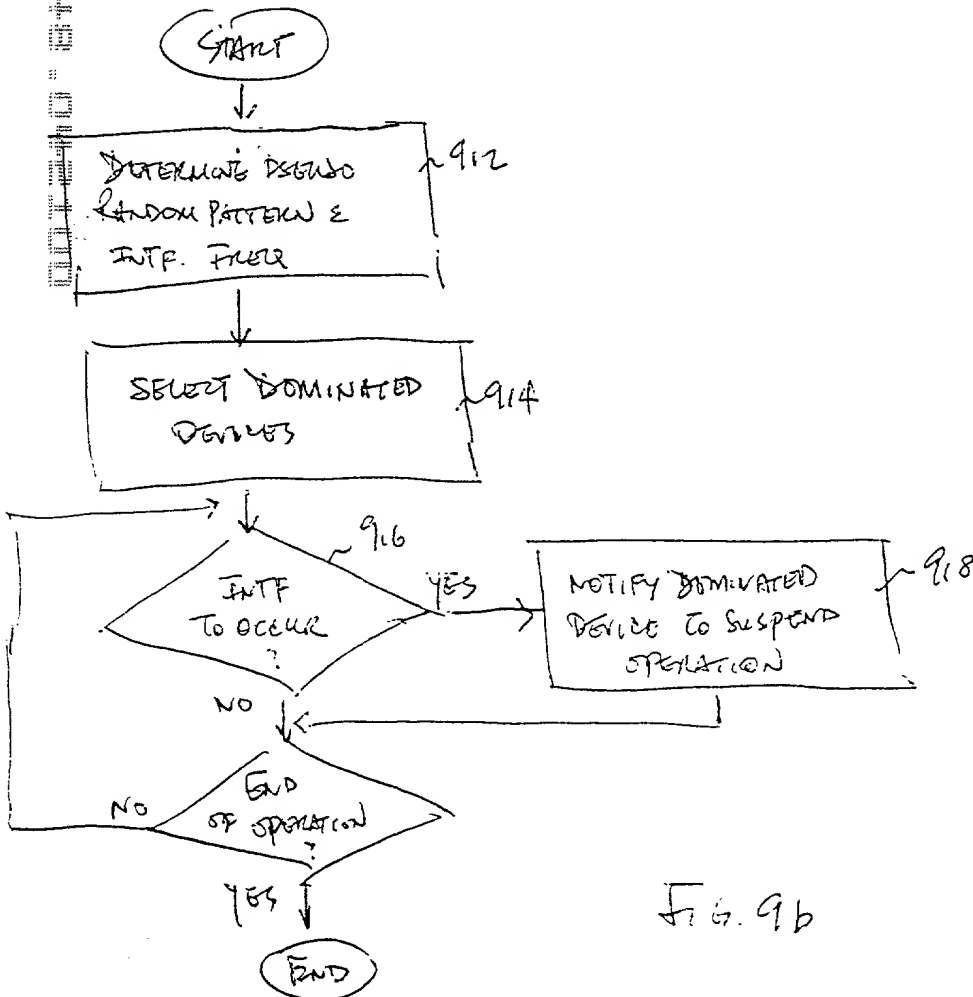 START
DETERMINE PSEUDO
RANDOM PATTERN &
INTF. FREQ
912
SELECT DOMINATED
DEVICES
914
INTF
TO OCCUR
?
916
YES
NOTIFY DOMINATED
DEVICE TO SUSPEND
OPERATION
918
NO
END
OF OPERATION
?
NO
YES
END
FIG. 9b